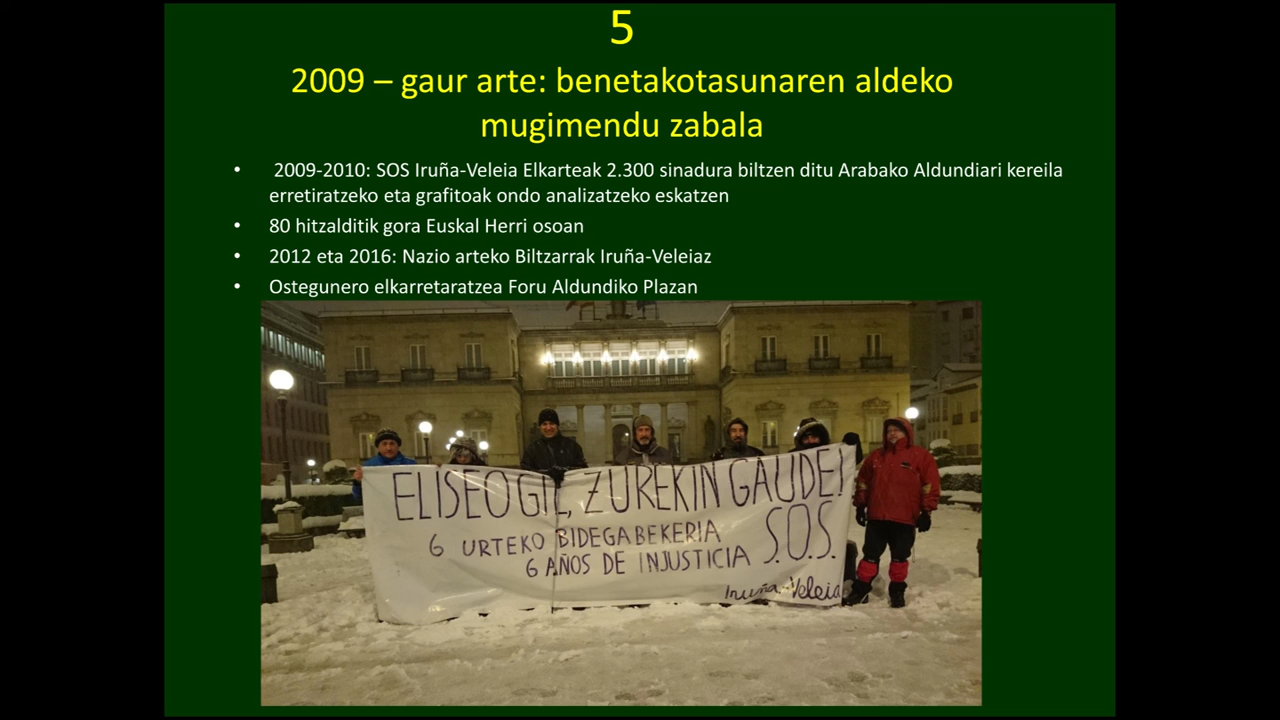 5
2009 – gaur arte: benetakotasunaren aldeko
mugimendu zabala
• 2009-2010: SOS Iruña-Veleia Elkarteak 2.300 sinadura biltzen ditu Arabako Aldundiari kereila
erretiratzeko eta grafitoak ondo analizatzeko eskatzen
• 80 hitzalditik gora Euskal Herri osoan
• 2012 eta 2016: Nazio arteko Biltzarrak Iruña-Veleiaz
• Ostegunero elkarretaratzea Foru Aldundiko Plazan
ELISEO GIL, ZUREKIN GAUDE!
6 URTEKO BIDEGABEKERIA
6 AÑOS DE INJUSTICIA S.O.S.
Iruña-Veleia